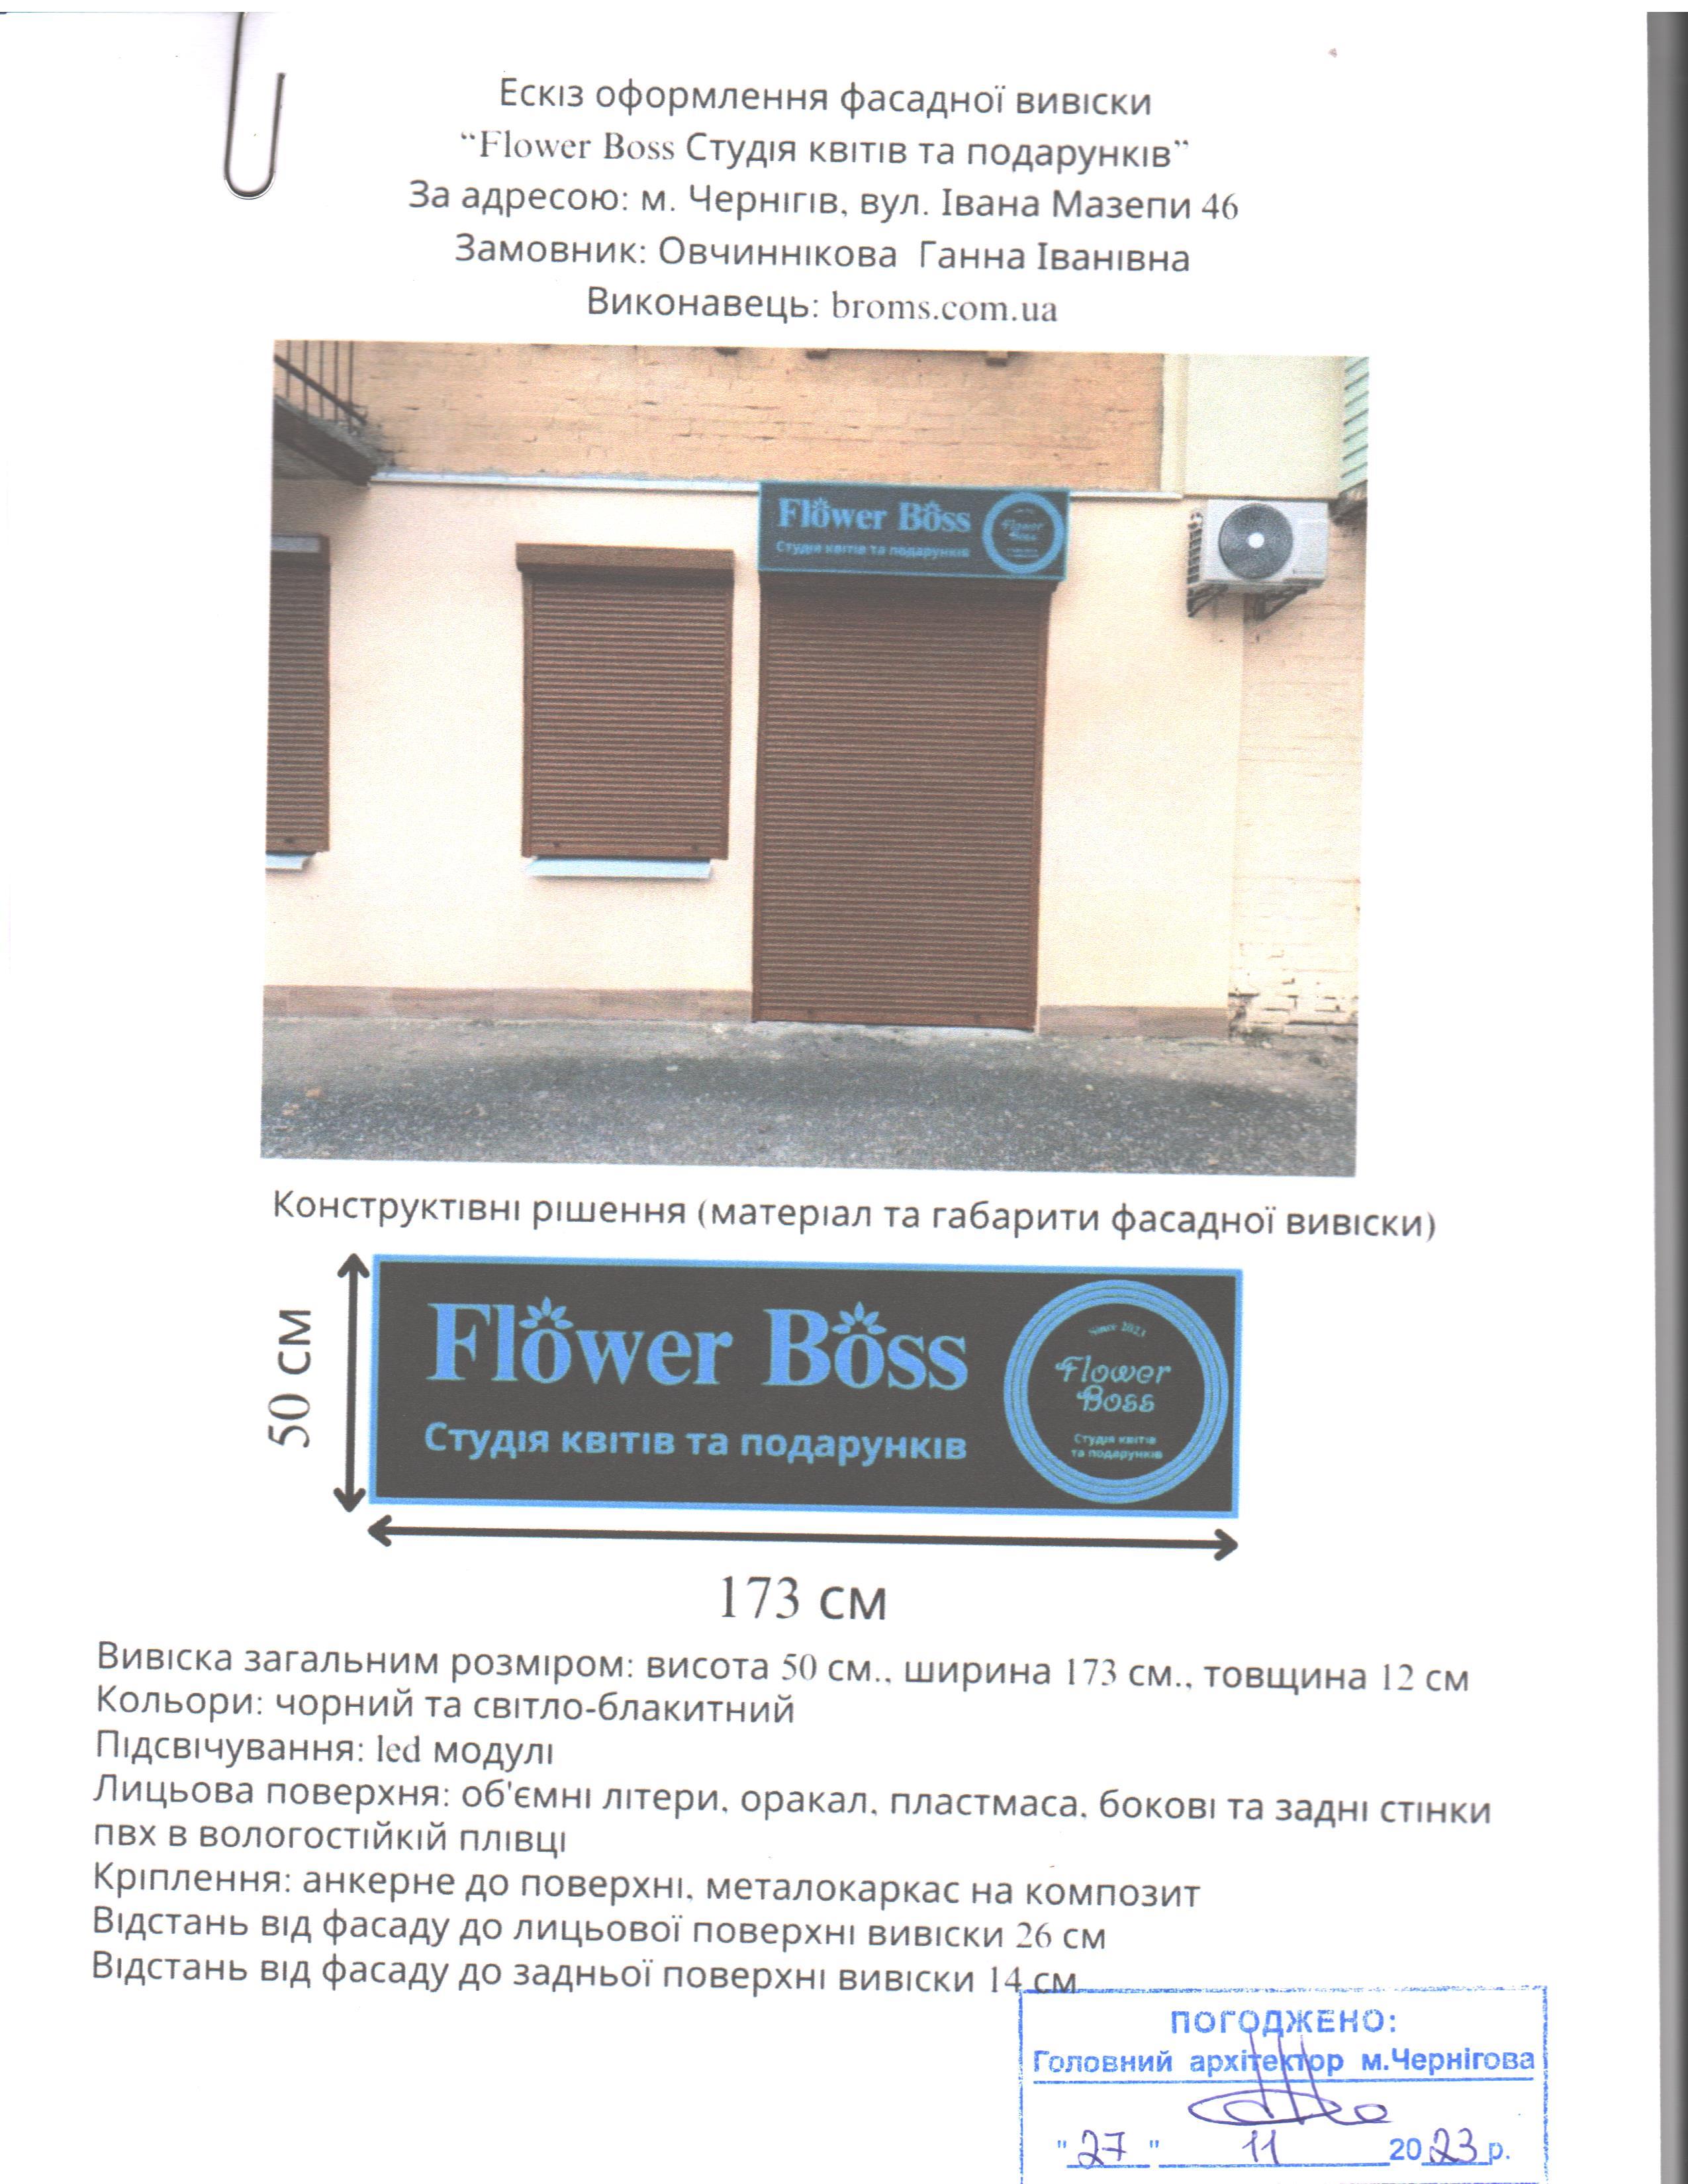 Ескіз оформлення фасадної вивіски
“Flower Boss Студія квітів та подарунків”
За адресою: м. Чернігів, вул. Івана Мазепи 46
Замовник: Овчиннікова Ганна Іванівна
Виконавець: broms.com.ua
Flower Boss
Студія квітів та подарунків
Flower
Boss
Конструктівні рішення (матеріал та габарити фасадної вивіски)
50 см
Flower Boss
Студія квітів та подарунків
Since 2023
Flower
Boss
Студія квітів
та подарунків
173 см
Вивіска загальним розміром: висота 50 см., ширина 173 см., товщина 12 см
Кольори: чорний та світло-блакитний
Підсвічування: led модулі
Лицьова поверхня: об'ємні літери, оракал, пластмаса, бокові та задні стінки
пвх в вологостійкій плівці
Кріплення: анкерне до поверхні, металокаркас на композит
Відстань від фасаду до лицьової поверхні вивіски 26 см
Відстань від фасаду до задньої поверхні вивіски 14 см
ПОГОДЖЕНО:
Головний архітектор м.Чернігова
"27" 11 2023 р.